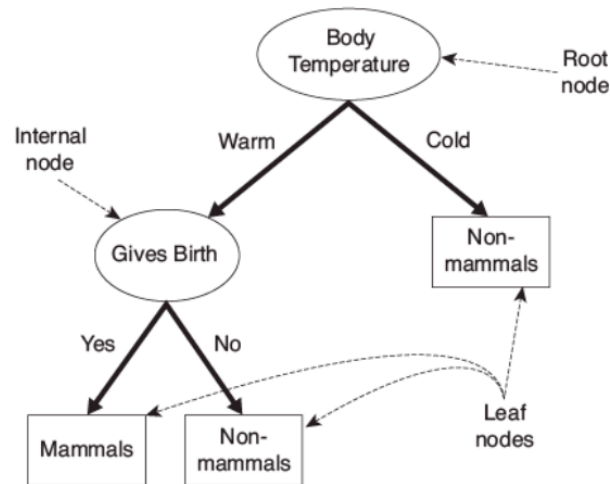 Body
Temperature
Root
node
Internal
node
Warm
Cold
Gives Birth
Non-
mammals
Yes
No
Mammals
Non-
mammals
Leaf
nodes